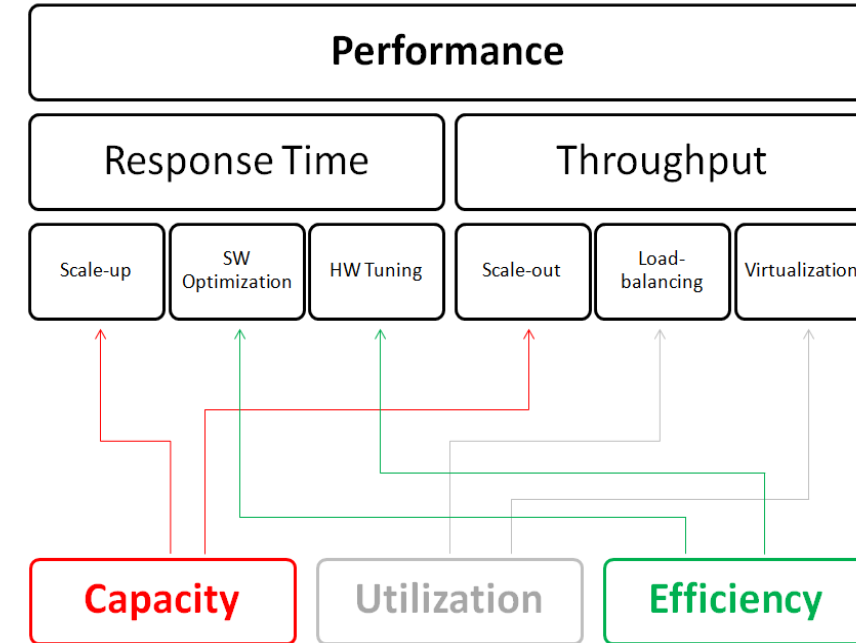 Performance
Response Time
Throughput
Scale-up
SW
Optimization
HW Tuning
Scale-out
Load-
balancing
Virtualization
Capacity
Utilization
Efficiency